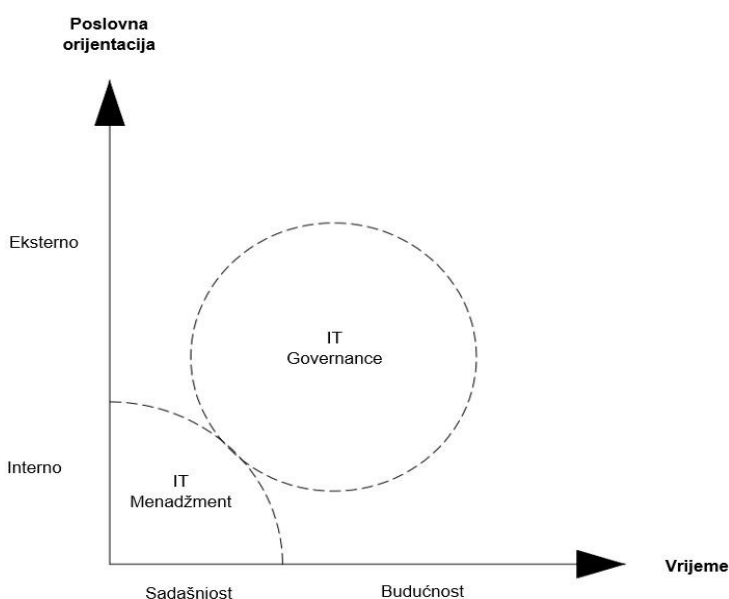 Poslovna
orijentacija
Eksterno
IT
Governance
Interno
IT
Menadžment
Vrijeme
Sadašniost
Budućnost